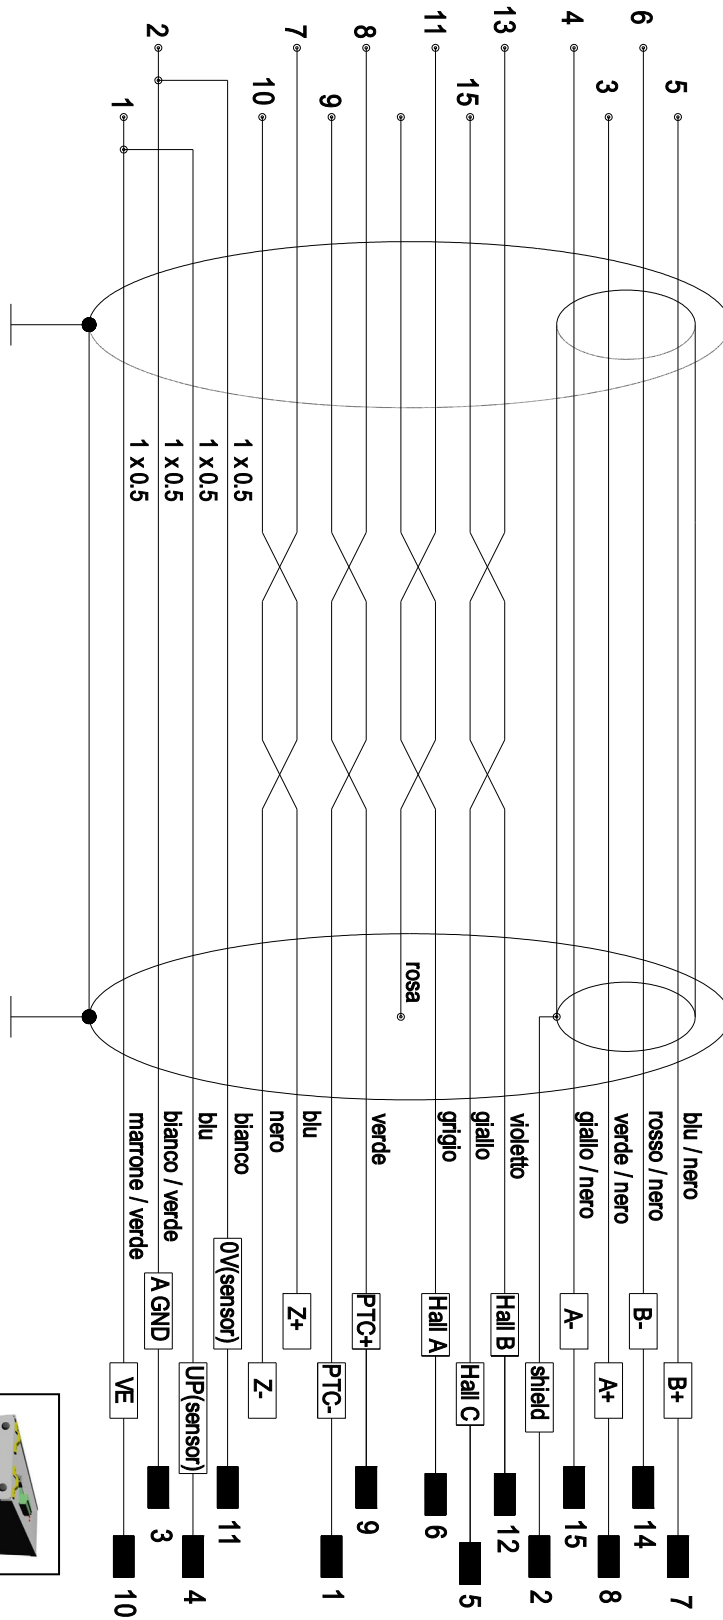 5
6
3
4
13
15
11
9
8
7
10
2
1
1 x 0.5
1 x 0.5
1 x 0.5
1 x 0.5
rosa
blu / nero
rosso / nero
verde / nero
giallo / nero
violetto
giallo
grigio
verde
blu
nero
bianco
blu
bianco / verde
marrone / verde
B+
B-
A+
A-
shield
Hall B
Hall C
Hall A
PTC+
PTC-
Z+
Z-
0V(sensor)
UP(sensor)
A GND
VE
7
14
8
15
2
12
5
6
9
1
11
4
3
10